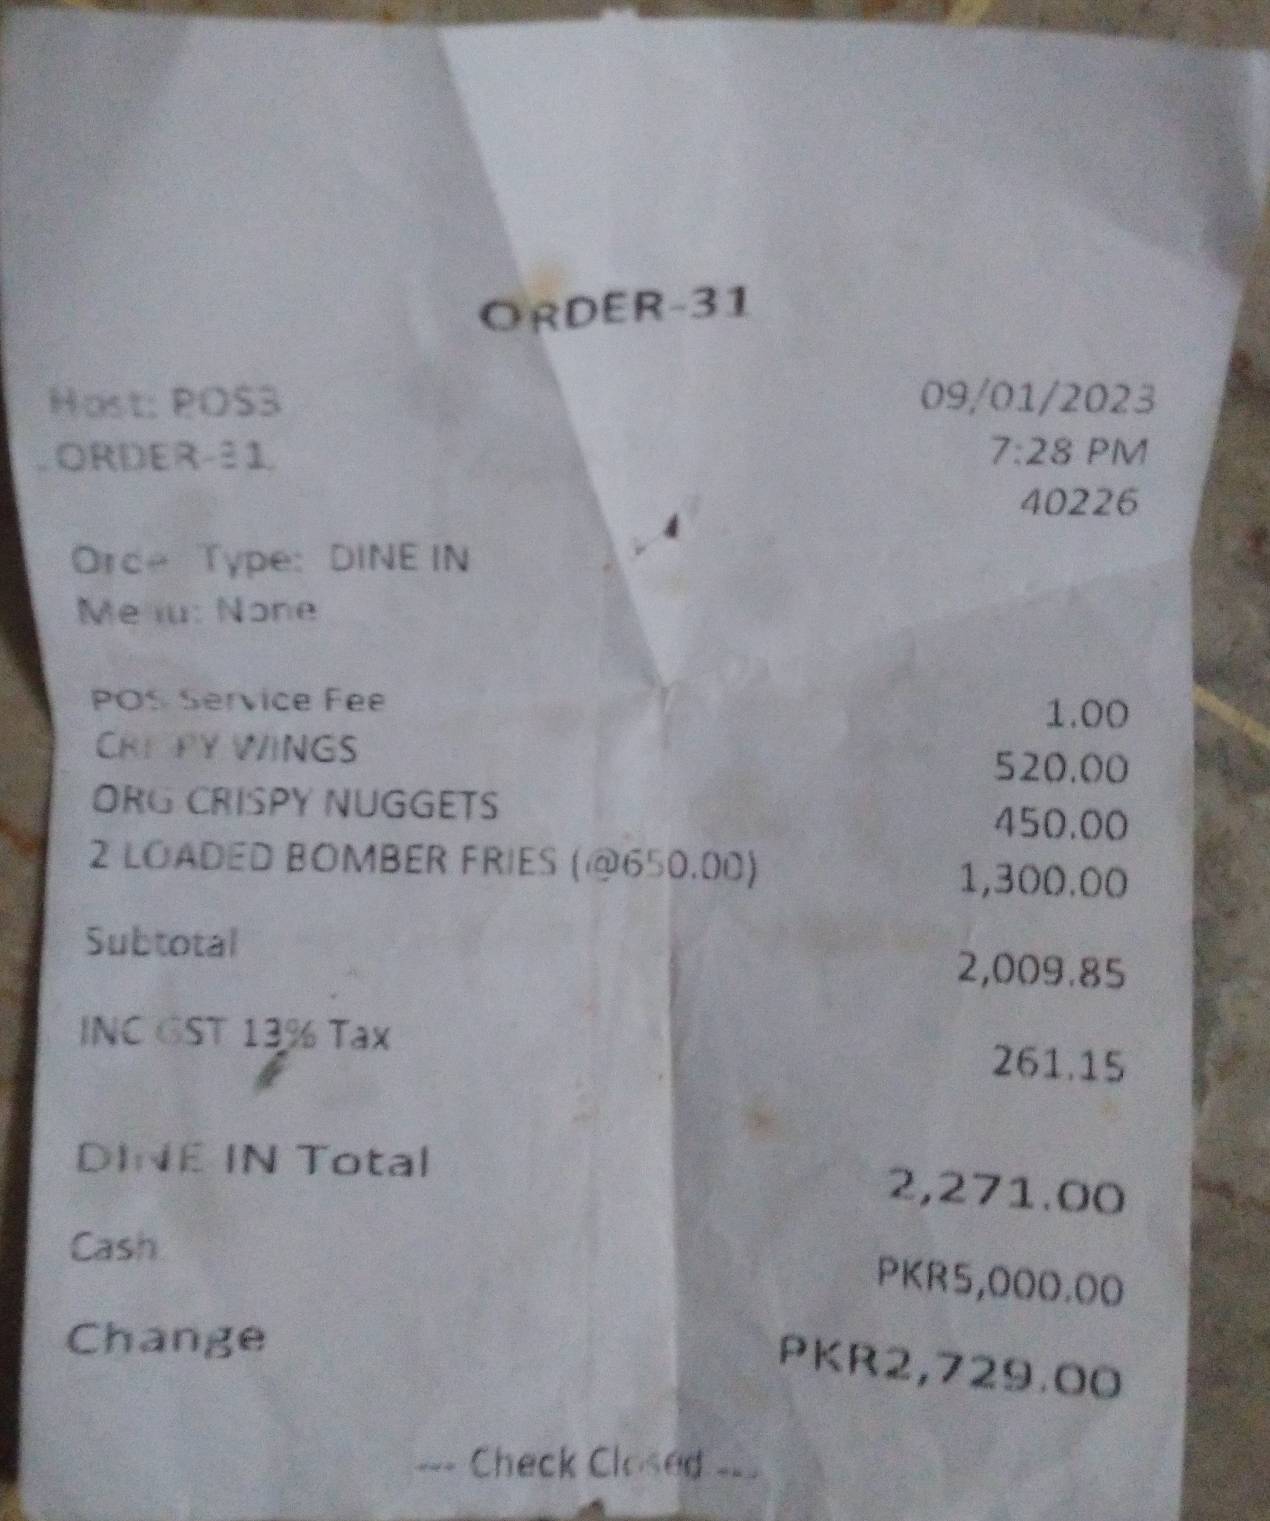 ORDER-31
Host: POS3 09/01/2023
ORDER-31 7:28 PM
40226
Order Type: DINE IN
Menu: None
POS Service Fee 1.00
CRISPY WINGS 520.00
ORG CRISPY NUGGETS 450.00
2 LOADED BOMBER FRIES (@650.00) 1,300.00
Subtotal 2,009.85
INC GST 13% Tax 261.15
DINE IN Total 2,271.00
Cash PKR5,000.00
Change PKR2,729.00
--- Check Closed ---